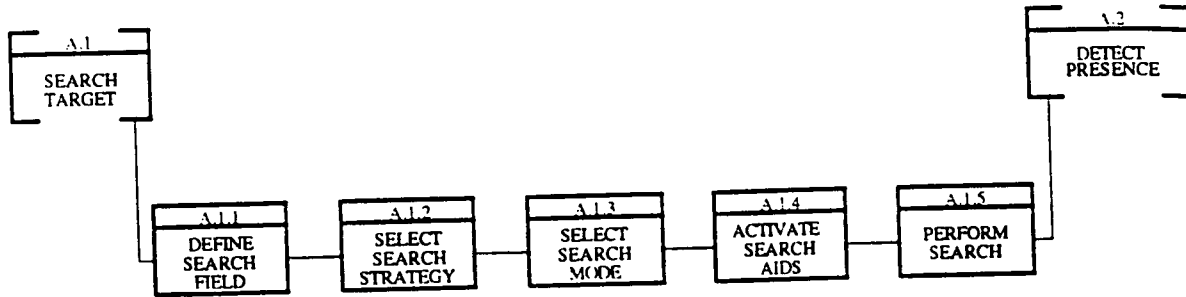 A.1
SEARCH
TARGET
A.1.1
DEFINE
SEARCH
FIELD
A.1.2
SELECT
SEARCH
STRATEGY
A.1.3
SELECT
SEARCH
MODE
A.1.4
ACTIVATE
SEARCH
AIDS
A.1.5
PERFORM
SEARCH
A.2
DETECT
PRESENCE